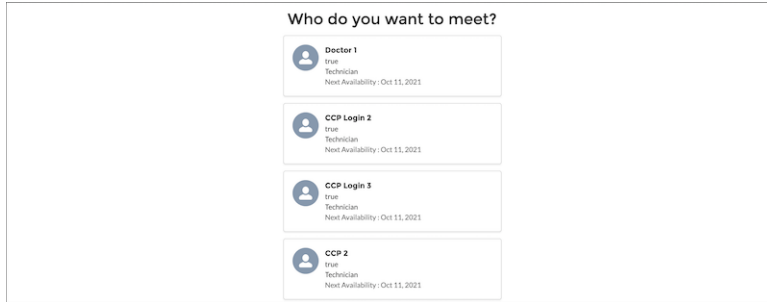 Who do you want to meet?
Doctor 1
true
Technician
Next Availability : Oct 11, 2021
CCP Login 2
true
Technician
Next Availability : Oct 11, 2021
CCP Login 3
true
Technician
Next Availability : Oct 11, 2021
CCP 2
true
Technician
Next Availability : Oct 11, 2021